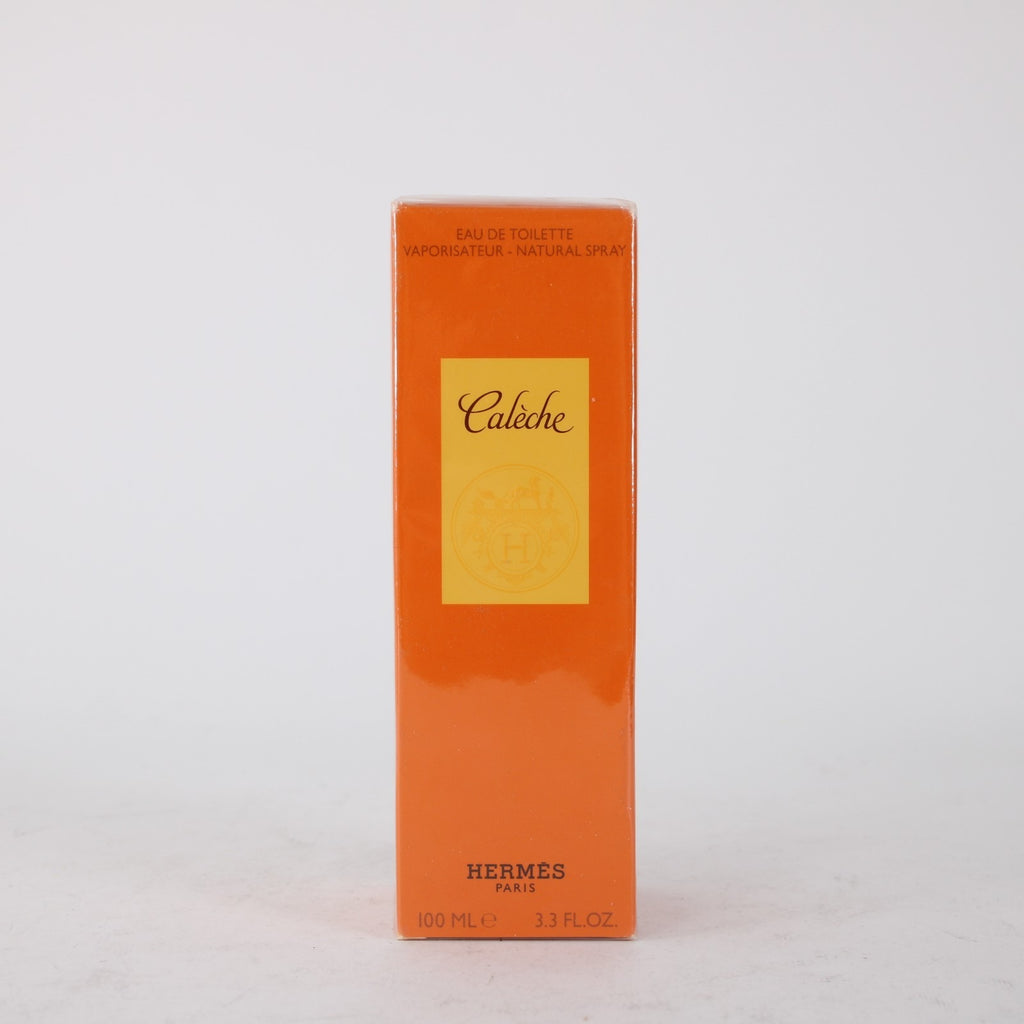 EAU DE TOILETTE
VAPORISATEUR - NATURAL SPRAY
Calèche
H
HERMÈS
PARIS
100 ML ℮ 3.3 FL.OZ.